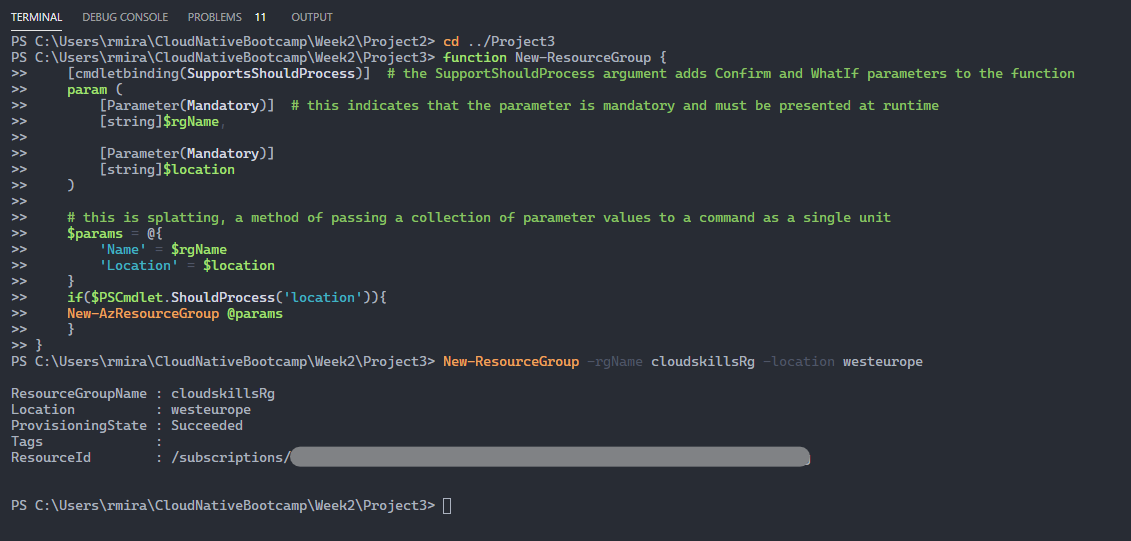 TERMINAL DEBUG CONSOLE PROBLEMS 11 OUTPUT
PS C:\Users\rmira\CloudNativeBootcamp\Week2\Project2> cd ../Project3
PS C:\Users\rmira\CloudNativeBootcamp\Week2\Project3> function New-ResourceGroup {
>>     [cmdletbinding(SupportsShouldProcess)]  # the SupportShouldProcess argument adds Confirm and WhatIf parameters to the function
>>     param (
>>         [Parameter(Mandatory)]  # this indicates that the parameter is mandatory and must be presented at runtime
>>         [string]$rgName,
>>
>>         [Parameter(Mandatory)]
>>         [string]$location
>>     )
>>
>>     # this is splatting, a method of passing a collection of parameter values to a command as a single unit
>>     $params = @{
>>         'Name' = $rgName
>>         'Location' = $location
>>     }
>>     if($PSCmdlet.ShouldProcess('location')){
>>     New-AzResourceGroup @params
>>     }
>> }
PS C:\Users\rmira\CloudNativeBootcamp\Week2\Project3> New-ResourceGroup -rgName cloudskillsRg -location westeurope
ResourceGroupName : cloudskillsRg
Location          : westeurope
ProvisioningState : Succeeded
Tags              :
ResourceId        : /subscriptions/
PS C:\Users\rmira\CloudNativeBootcamp\Week2\Project3>